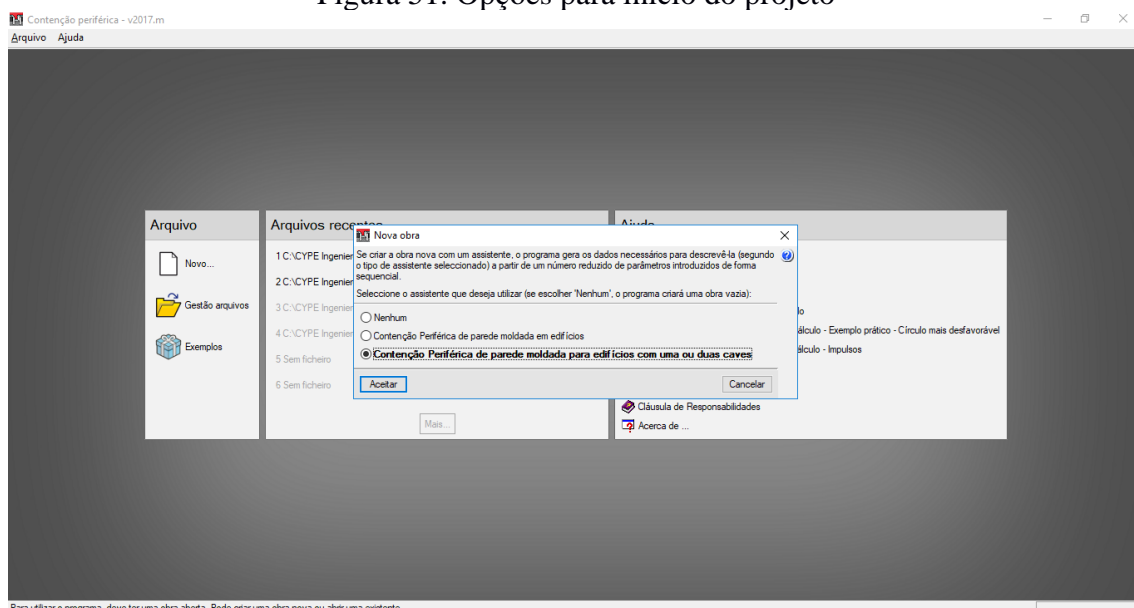 Figura 31: Opções para início do projeto
Contenção periférica - v2017.m
Arquivo Ajuda
Arquivo
Novo...
Gestão arquivos
Exemplos
Arquivos recentes
1 C:\CYPE Ingenier
2 C:\CYPE Ingenier
3 C:\CYPE Ingenier
4 C:\CYPE Ingenier
5 Sem ficheiro
6 Sem ficheiro
Mais...
Nova obra
Se criar a obra nova com um assistente, o programa gera os dados necessários para descrevê-la (segundo
o tipo de assistente seleccionado) a partir de um número reduzido de parâmetros introduzidos de forma
sequencial.
Seleccione o assistente que deseja utilizar (se escolher 'Nenhum', o programa criará uma obra vazia):
Nenhum
Contenção Periférica de parede moldada em edifícios
Contenção Periférica de parede moldada para edifícios com uma ou duas caves
Aceitar Cancelar
Ajuda
lo
álculo - Exemplo prático - Círculo mais desfavorável
álculo - Impulsos
Cláusula de Responsabilidades
Acerca de ...
Para utilizar o programa, deve ter uma obra aberta. Pode criar uma obra nova ou abrir uma existente.